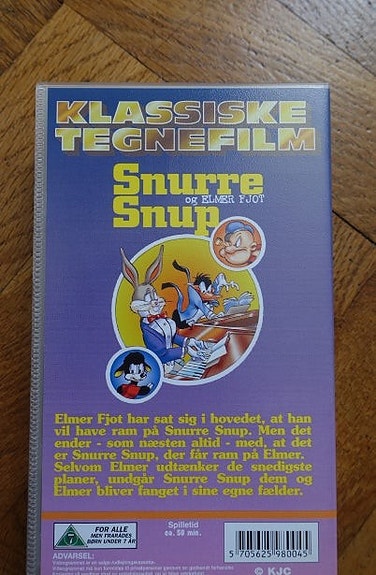 KLASSISKE
TEGNEFILM
Snurre
og ELMER FJOT
Snup
Elmer Fjot har sat sig i hovedet, at han
vil have ram på Snurre Snup. Men det
ender - som næsten altid - med, at det
er Snurre Snup, der får ram på Elmer.
Selvom Elmer udtænker de snedigste
planer, undgår Snurre Snup dem og
Elmer bliver fanget i sine egne fælder.
7
FOR ALLE
MEN FRARÅDES
BØRN UNDER 7 ÅR
Spilletid
ca. 50 min.
5 705625 980045
ADVARSEL:
© KJC